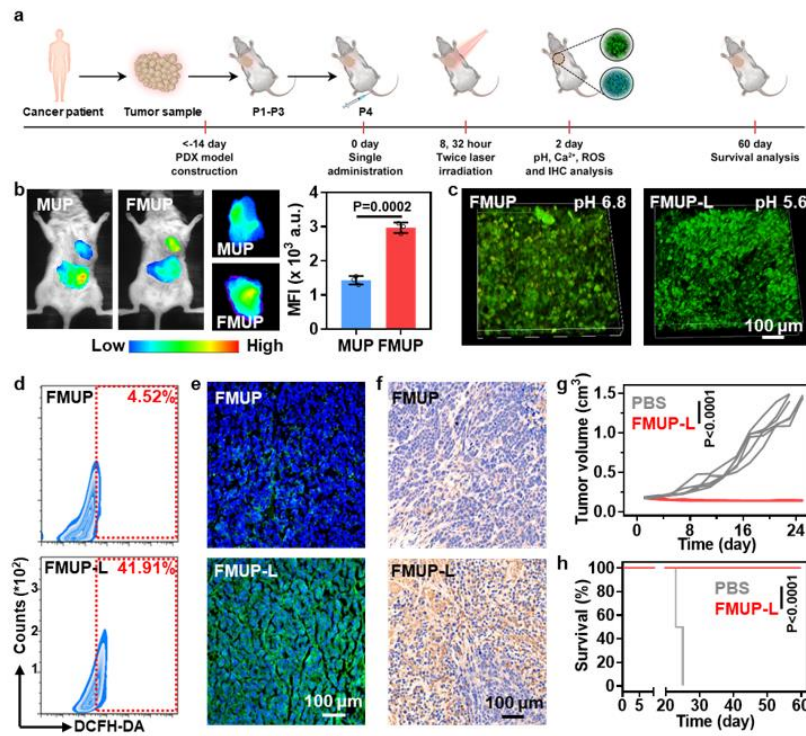 a
Cancer patient
Tumor sample
P1-P3
P4
<-14 day
PDX model
construction
0 day
Single
administration
8, 32 hour
Twice laser
irradiation
2 day
pH, Ca²⁺, ROS
and IHC analysis
60 day
Survival analysis
b
MUP
FMUP
MUP
FMUP
Low
High
MFI (x 10³ a.u.)
4
3
2
1
0
P=0.0002
MUP FMUP
c
FMUP
pH 6.8
FMUP-L
pH 5.6
100 μm
d
FMUP
4.52%
FMUP-L
41.91%
Counts (*10²)
3
2
1
DCFH-DA
e
FMUP
FMUP-L
100 μm
f
FMUP
FMUP-L
100 μm
g
Tumor volume (cm³)
1.5
1.0
0.5
0.0
PBS
FMUP-L
P<0.0001
0 8 16 24
Time (day)
h
Survival (%)
100
80
60
40
20
0
PBS
FMUP-L
P<0.0001
0 5 20 30 40 50 60
Time (day)